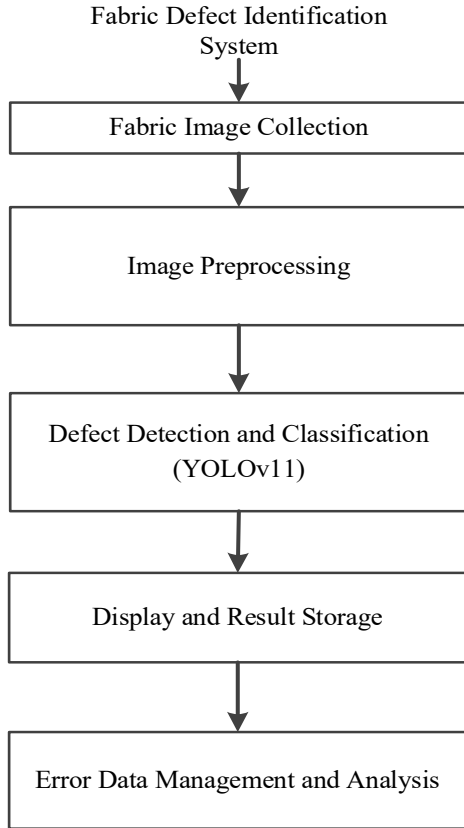 Fabric Defect Identification
System
Fabric Image Collection
Image Preprocessing
Defect Detection and Classification
(YOLOv11)
Display and Result Storage
Error Data Management and Analysis